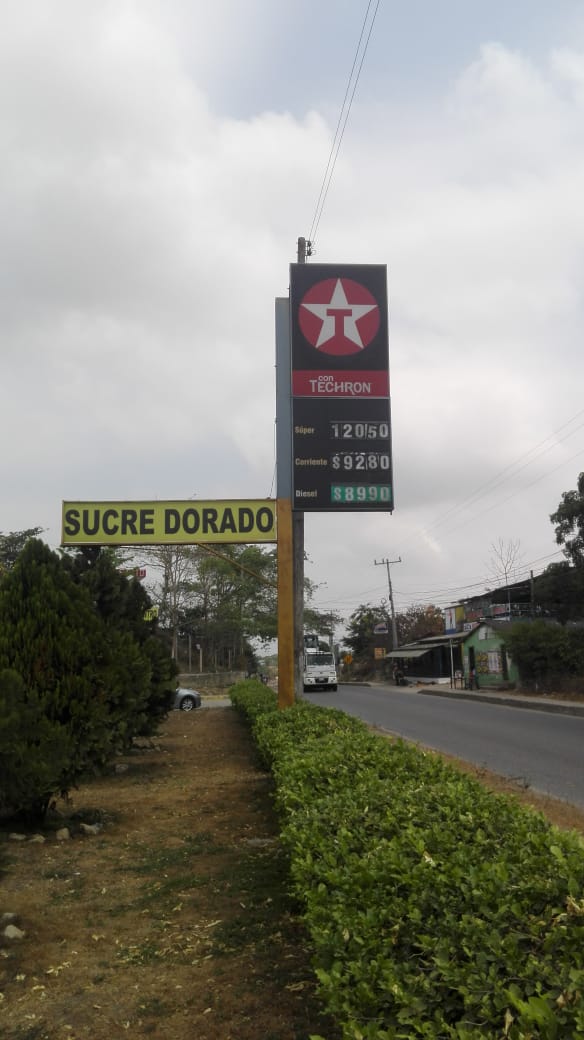 T
con
TECHRON
Súper 12050
Corriente $9280
Diesel $8990
SUCRE DORADO